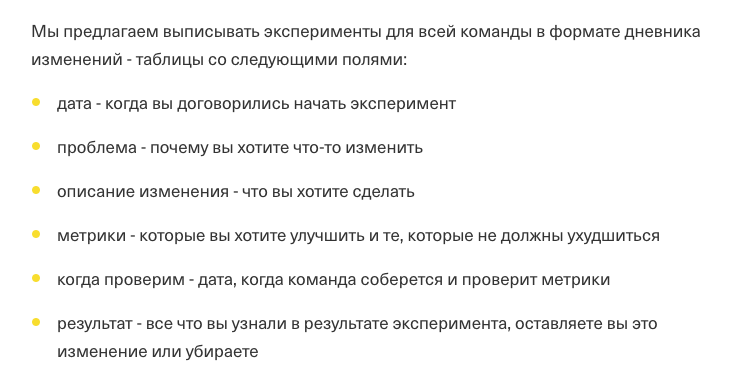 Мы предлагаем выписывать эксперименты для всей команды в формате дневника
изменений - таблицы со следующими полями:
дата - когда вы договорились начать эксперимент
проблема - почему вы хотите что-то изменить
описание изменения - что вы хотите сделать
метрики - которые вы хотите улучшить и те, которые не должны ухудшиться
когда проверим - дата, когда команда соберется и проверит метрики
результат - все что вы узнали в результате эксперимента, оставляете вы это
изменение или убираете